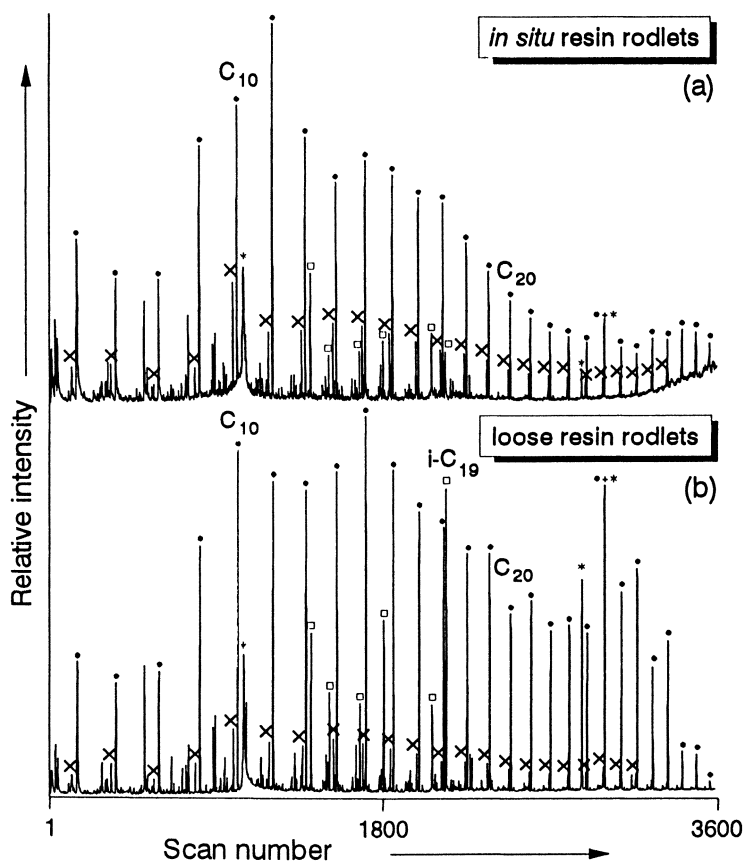 in situ resin rodlets
(a)
C10
C20
Relative intensity
loose resin rodlets
(b)
C10
i-C19
C20
1
1800
3600
Scan number